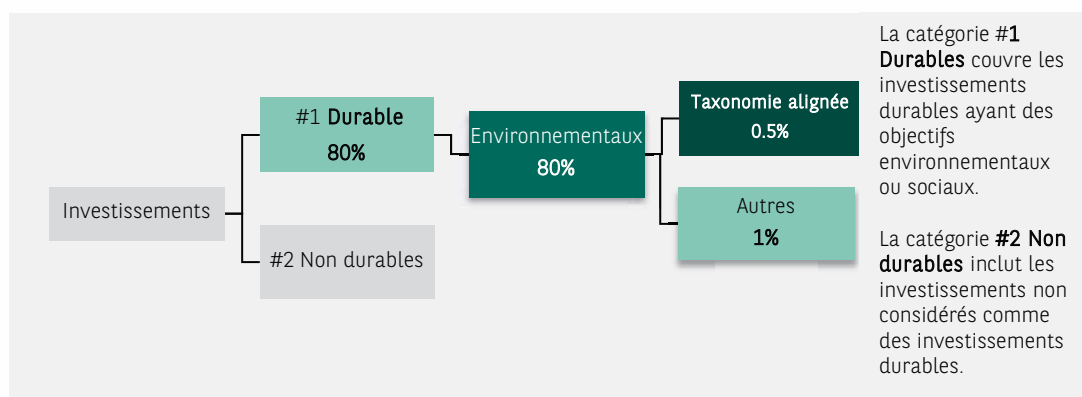 Investissements
#1 Durable
80%
#2 Non durables
Environnementaux
80%
Taxonomie alignée
0.5%
Autres
1%
La catégorie #1
Durables couvre les
investissements
durables ayant des
objectifs
environnementaux
ou sociaux.
La catégorie #2 Non
durables inclut les
investissements non
considérés comme
des investissements
durables.